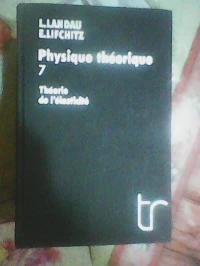 L.LANDAU
E.LIFCHITZ
Physique théorique
7
Théorie
de l'élasticité
tr